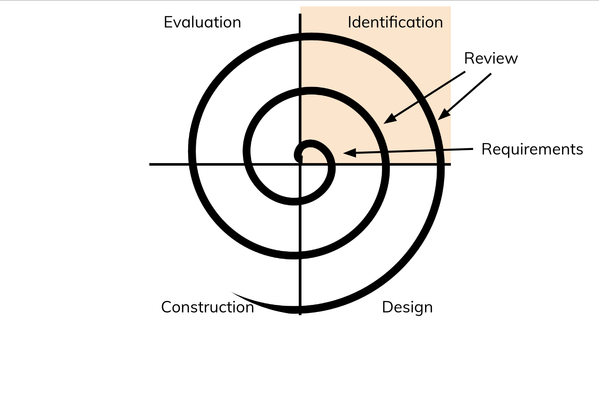 Evaluation
Identification
Review
Requirements
Construction
Design